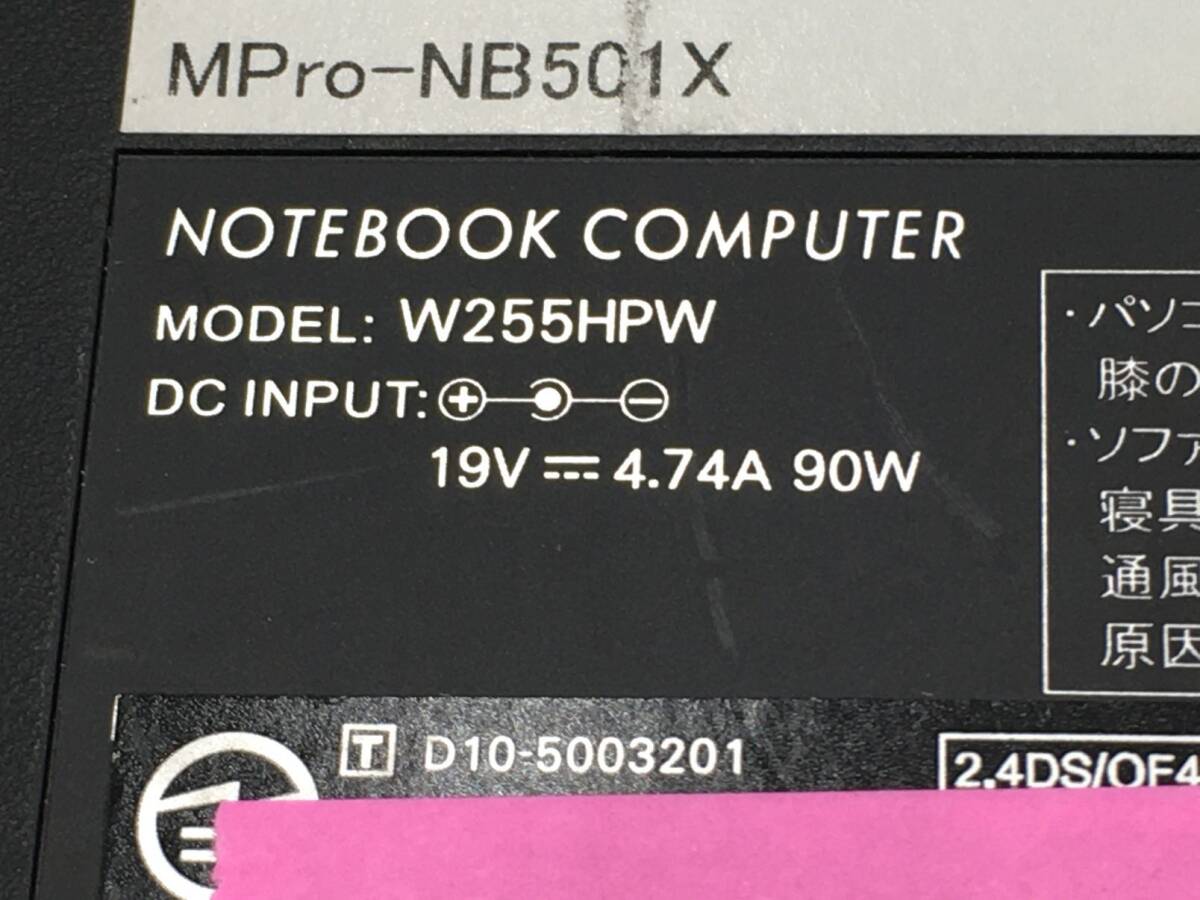 MPro-NB501X
NOTEBOOK COMPUTER
MODEL: W255HPW
DC INPUT:
19V ⎓ 4.74A 90W
・パソコ
膝の
・ソファ
寝具
通風
原因
T D10-5003201
2.4DS/OF4